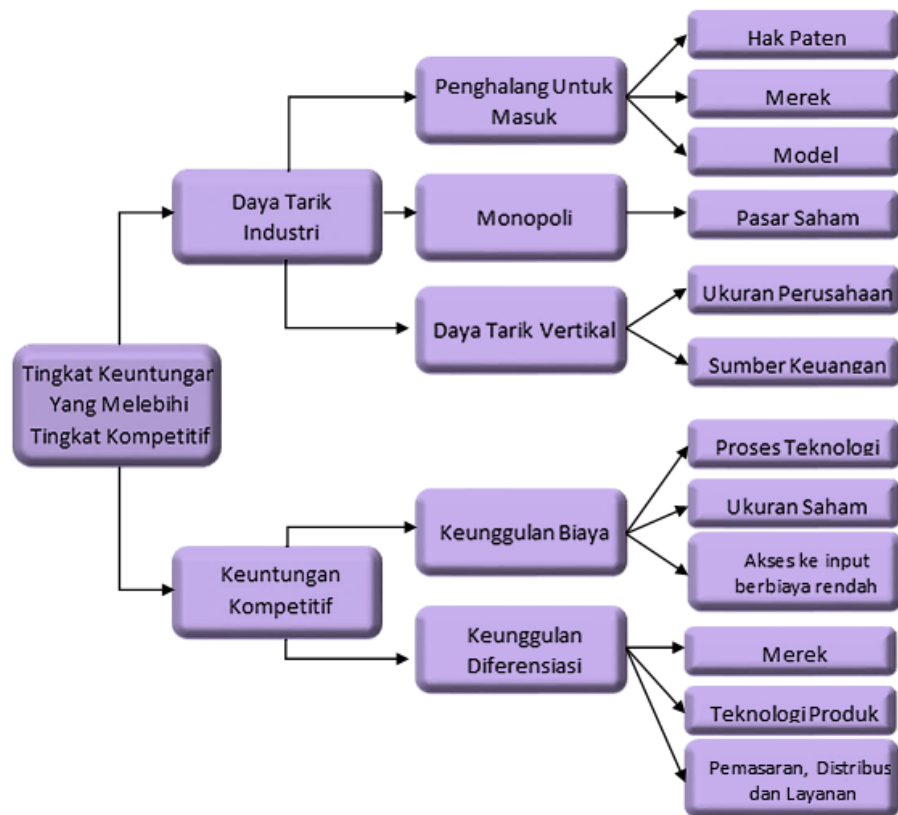 Hak Paten
Penghalang Untuk
Masuk
Merek
Model
Daya Tarik
Industri
Monopoli
Pasar Saham
Ukuran Perusahaan
Daya Tarik Vertikal
Sumber Keuangan
Tingkat Keuntungar
Yang Melebihi
Tingkat Kompetitif
Proses Teknologi
Keunggulan Biaya
Ukuran Saham
Akses ke input
berbiaya rendah
Keuntungan
Kompetitif
Keunggulan
Diferensiasi
Merek
Teknologi Produk
Pemasaran, Distribus
dan Layanan